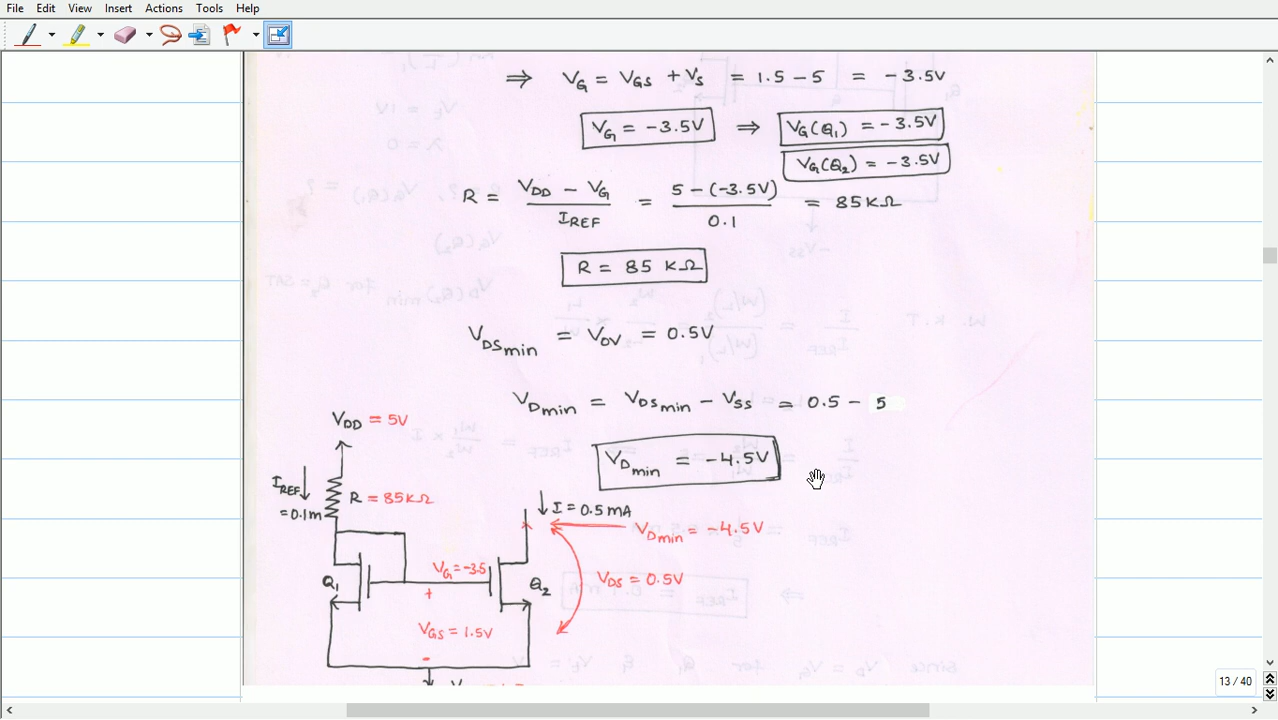 File Edit View Insert Actions Tools Help
⇒ VG = VGS + VS = 1.5 - 5 = -3.5V
VG = -3.5V ⇒ VG(Q1) = -3.5V
VG(Q2) = -3.5V
R = VDD - VG / IREF = 5 - (-3.5V) / 0.1 = 85KΩ
R = 85 KΩ
VDSmin = VOV = 0.5V
VDmin = VDSmin - VSS = 0.5 - 5
VDmin = -4.5V
VDD = 5V
IREF ↓ = 0.1m
R = 85KΩ
↓ I = 0.5 mA
VDmin = -4.5V
Q1
VG = -3.5
Q2
VDS = 0.5V
+
VGS = 1.5V
-
13 / 40